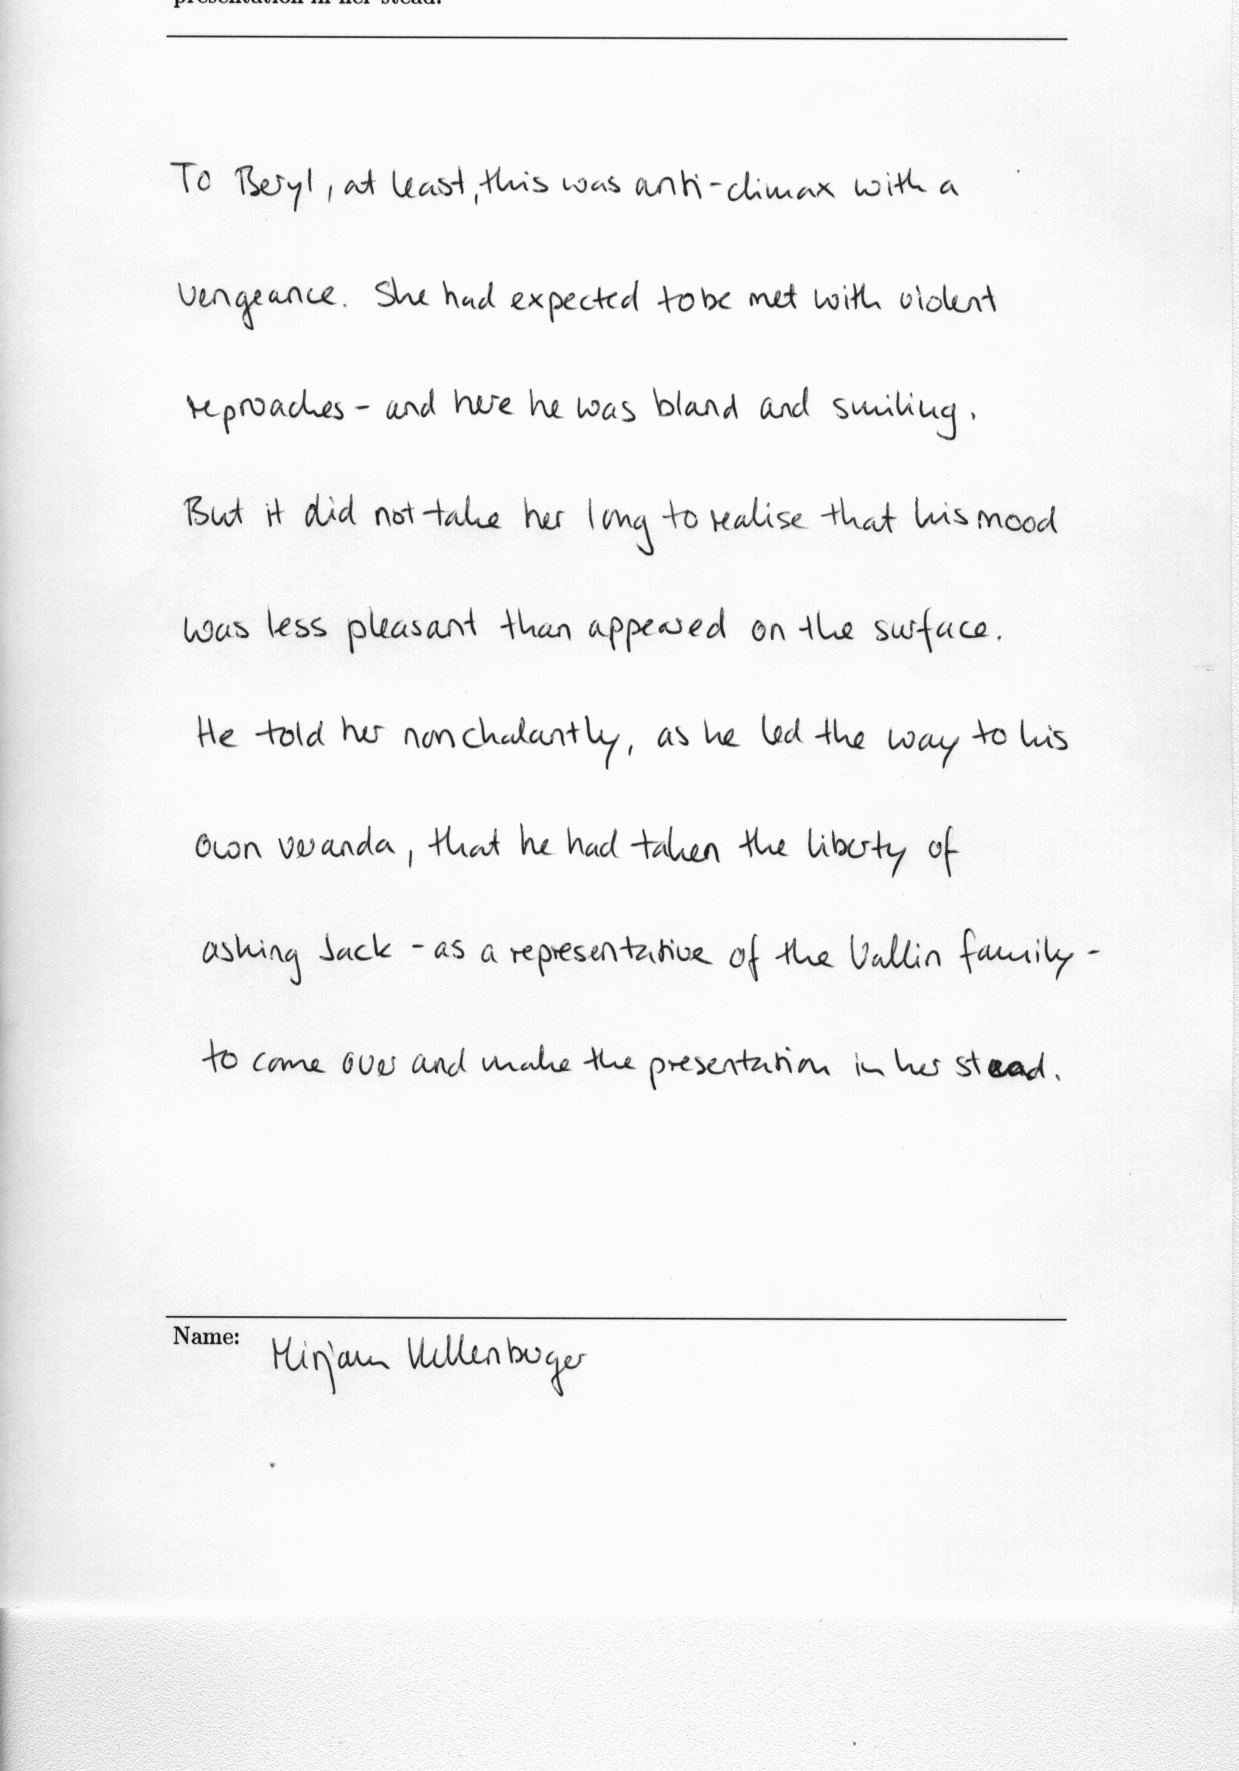 presentation in her stead.
To Beryl, at least, this was anti-climax with a
vengeance. She had expected to be met with violent
reproaches - and here he was bland and smiling.
But it did not take her long to realise that his mood
was less pleasant than appeared on the surface.
He told her nonchalantly, as he led the way to his
own veranda, that he had taken the liberty of
asking Jack - as a representative of the Vallin family -
to come over and make the presentation in her stead.
Name: Mirjam